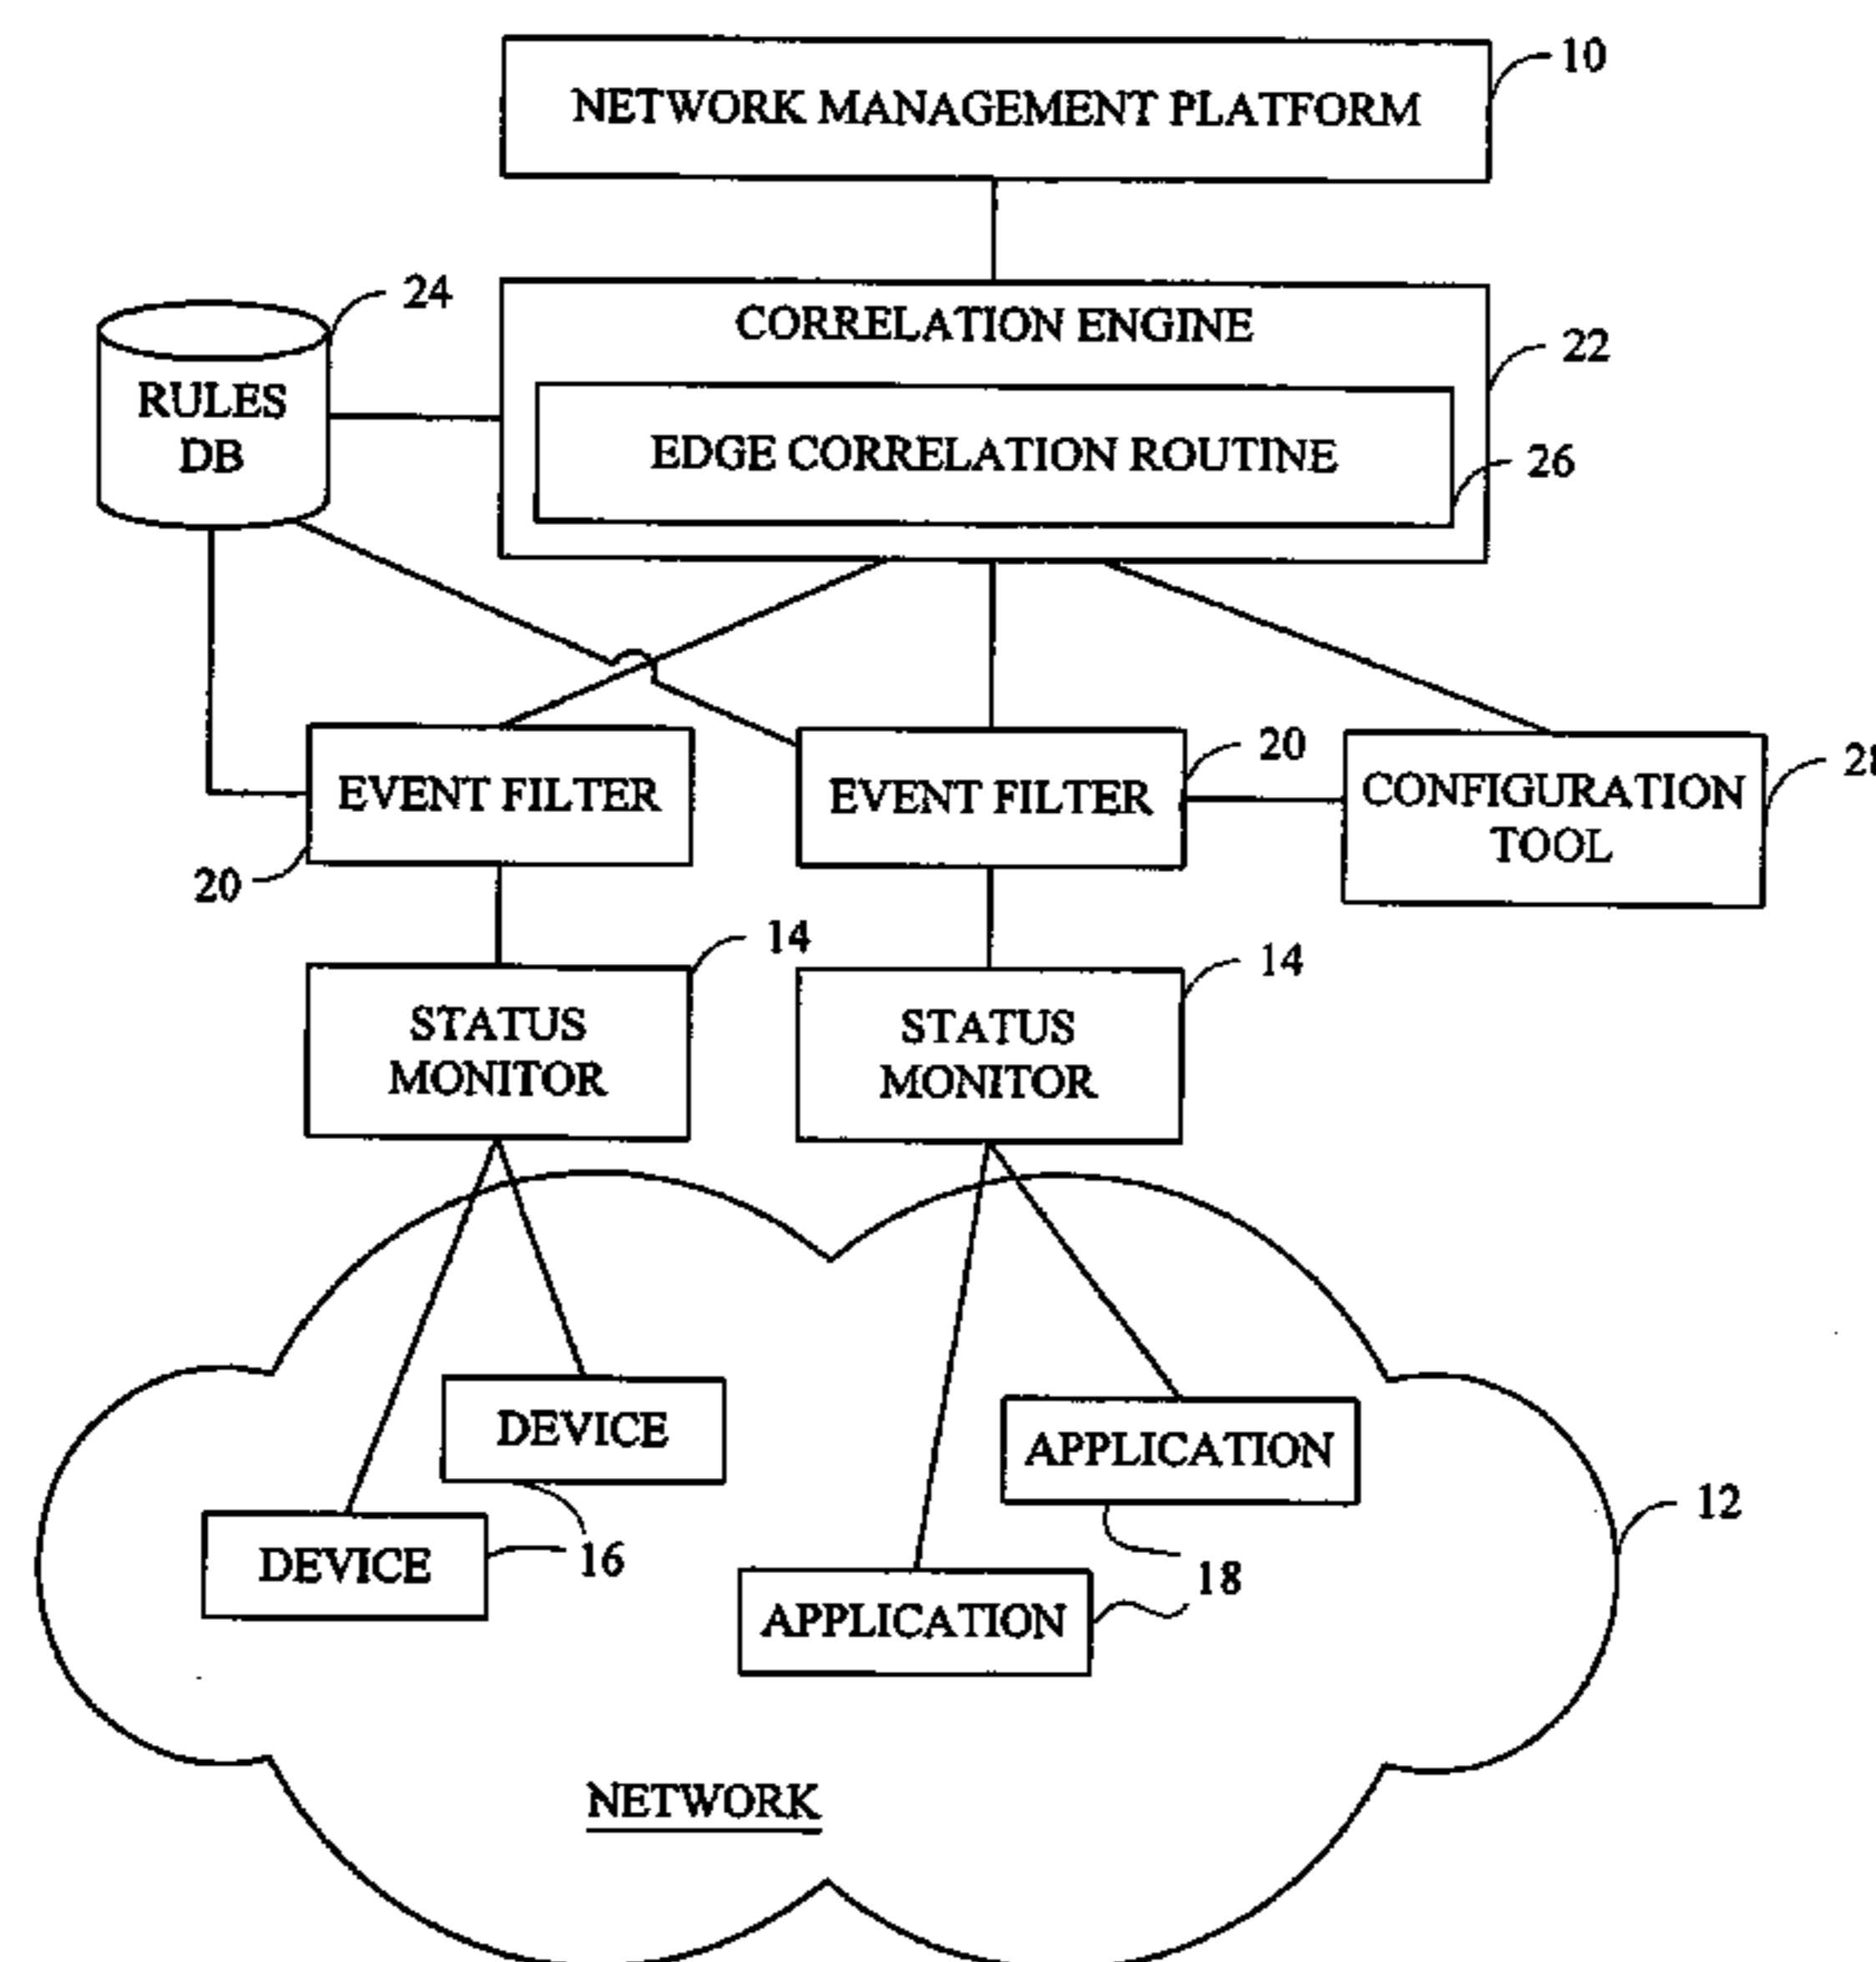 NETWORK MANAGEMENT PLATFORM
10
24
CORRELATION ENGINE
22
RULES
DB
EDGE CORRELATION ROUTINE
26
EVENT FILTER
20
EVENT FILTER
20
CONFIGURATION
TOOL
28
14
STATUS
MONITOR
14
STATUS
MONITOR
DEVICE
APPLICATION
12
DEVICE
16
18
APPLICATION
NETWORK